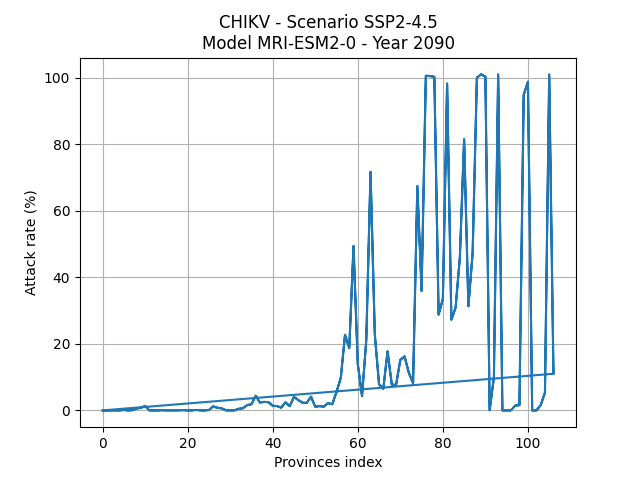 CHIKV - Scenario SSP2-4.5
Model MRI-ESM2-0 - Year 2090
100
80
60
40
20
0
Attack rate (%)
0 20 40 60 80 100
Provinces index